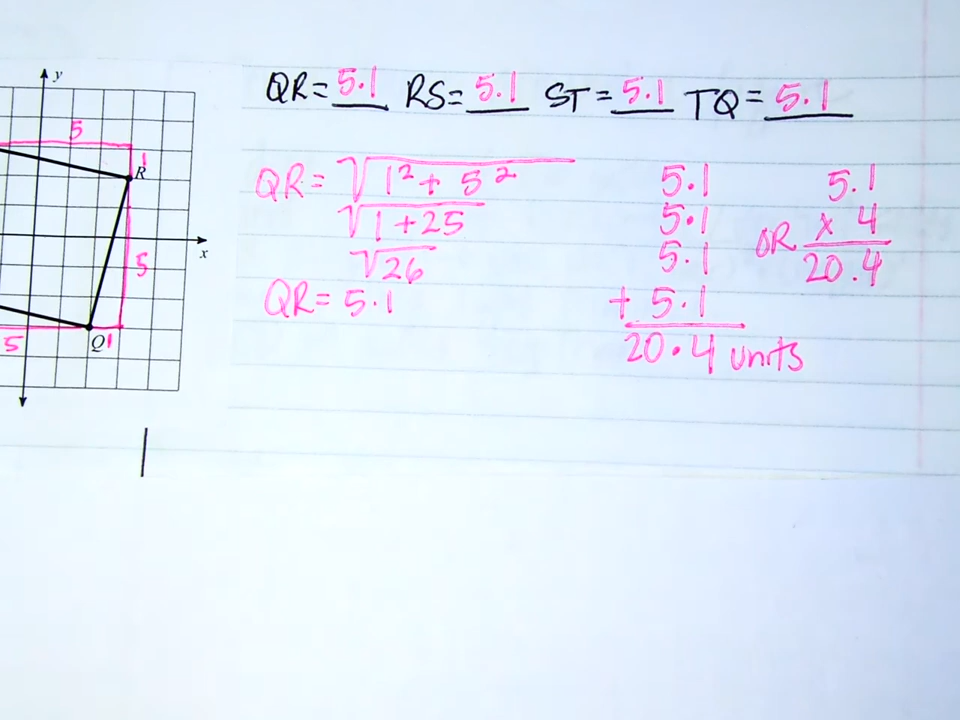 QR = 5.1 RS = 5.1 ST = 5.1 TQ = 5.1
y
5
1
R
x
5
5
Q 1
QR = √1² + 5²
√1 + 25
√26
QR = 5.1
5.1
5.1
5.1
+ 5.1
20.4 units
OR
5.1
x 4
20.4